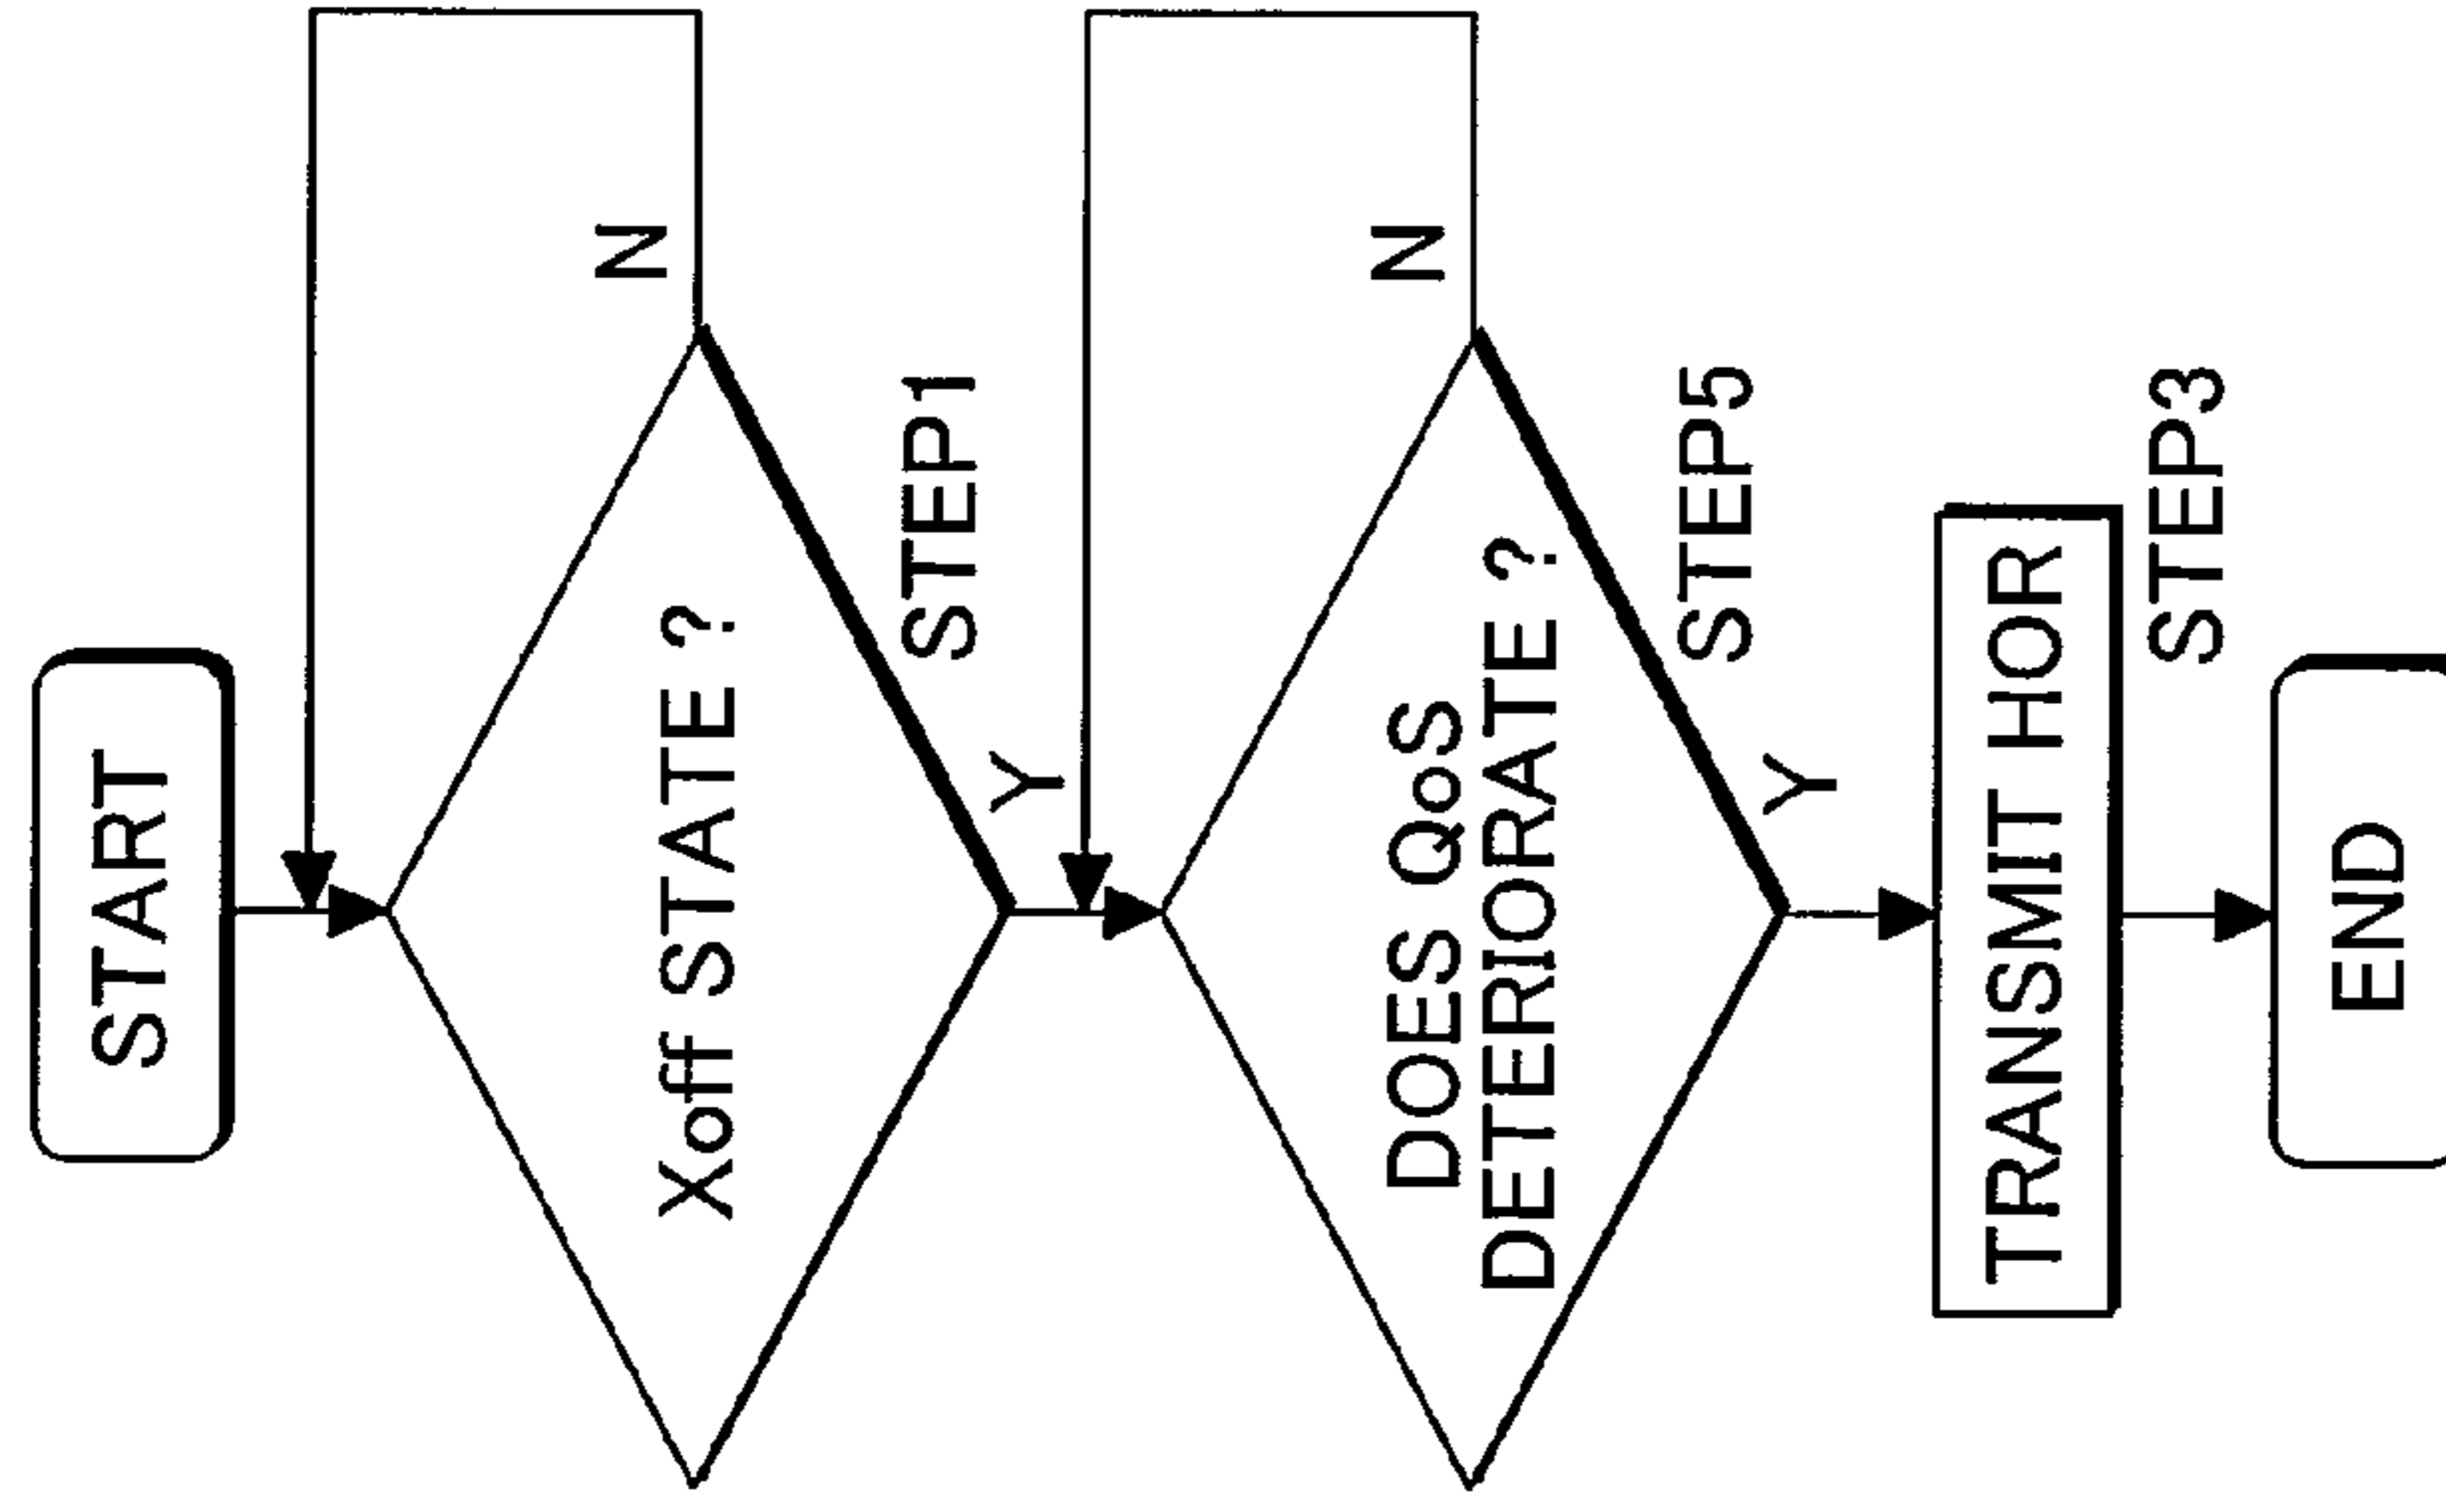 START
N
Xoff STATE ?
STEP1
Y
N
DOES QoS
DETERIORATE ?
STEP5
Y
TRANSMIT HOR
STEP3
END